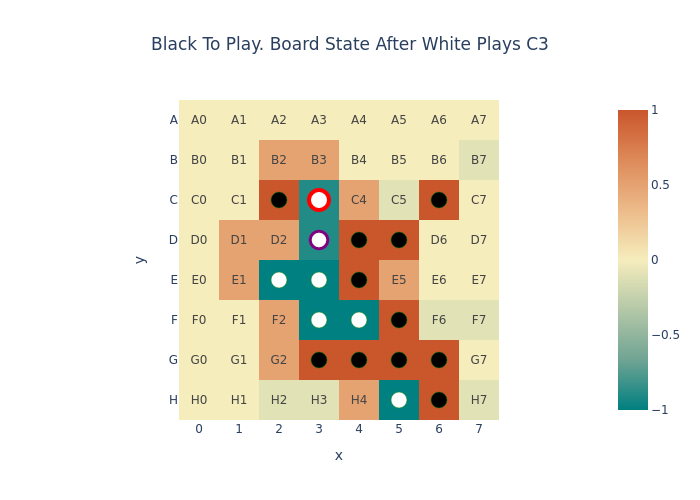 Black To Play. Board State After White Plays C3
A A0 A1 A2 A3 A4 A5 A6 A7
B B0 B1 B2 B3 B4 B5 B6 B7
C C0 C1 C4 C5 C7
D D0 D1 D2 D6 D7
E E0 E1 E5 E6 E7
F F0 F1 F2 F6 F7
G G0 G1 G2 G7
H H0 H1 H2 H3 H4 H7
0 1 2 3 4 5 6 7
x
y
1
0.5
0
−0.5
−1